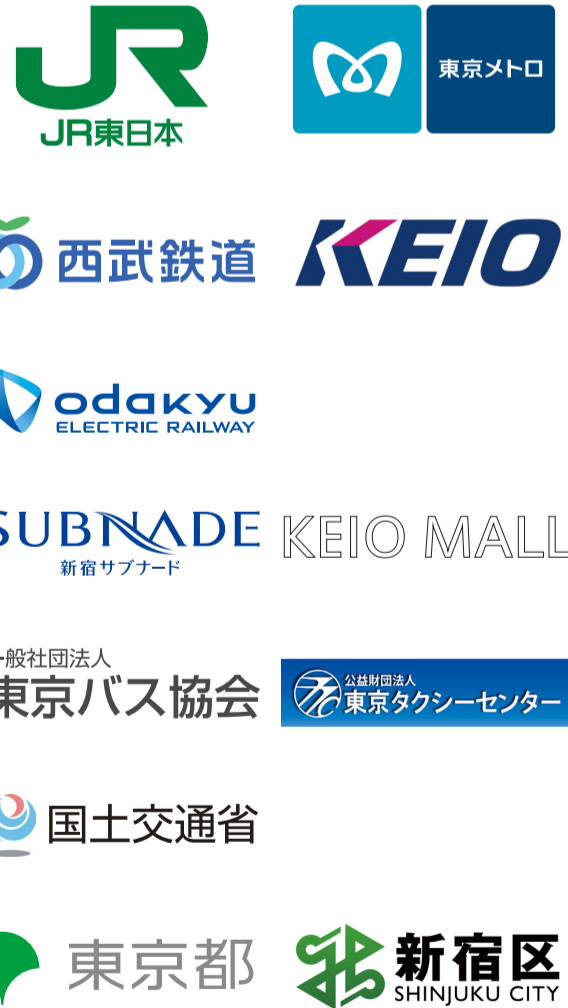 JR
JR東日本
東京メトロ
西武鉄道
KEIO
odakyu
ELECTRIC RAILWAY
SUBNADE
新宿サブナード
KEIO MALL
一般社団法人
東京バス協会
公益財団法人
東京タクシーセンター
国土交通省
東京都
新宿区
SHINJUKU CITY